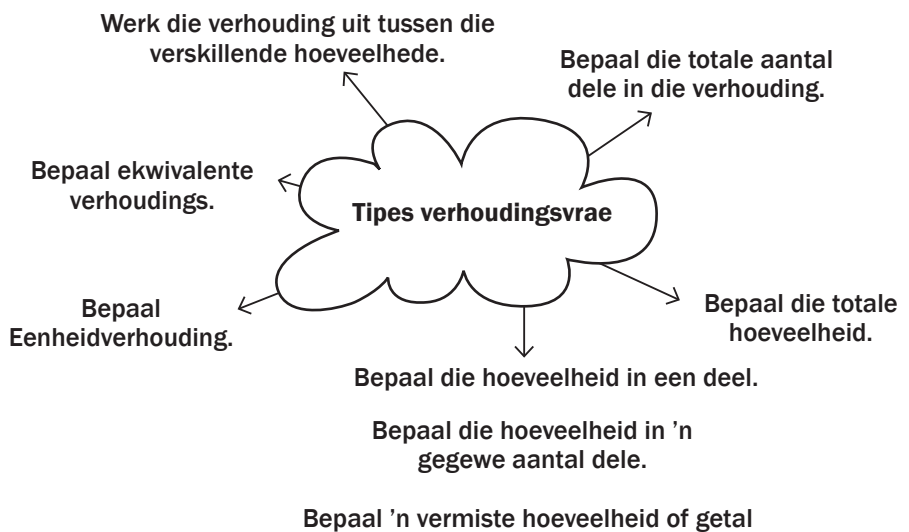 Werk die verhouding uit tussen die
verskillende hoeveelhede.
Bepaal die totale aantal
dele in die verhouding.
Bepaal ekwivalente
verhoudings.
Tipes verhoudingsvrae
Bepaal
Eenheidverhouding.
Bepaal die totale
hoeveelheid.
Bepaal die hoeveelheid in een deel.
Bepaal die hoeveelheid in ’n
gegewe aantal dele.
Bepaal ’n vermiste hoeveelheid of getal